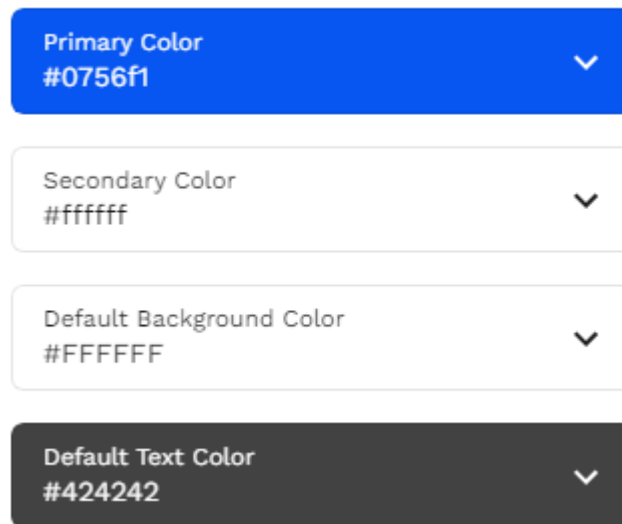 Primary Color
#0756f1
Secondary Color
#ffffff
Default Background Color
#FFFFFF
Default Text Color
#424242